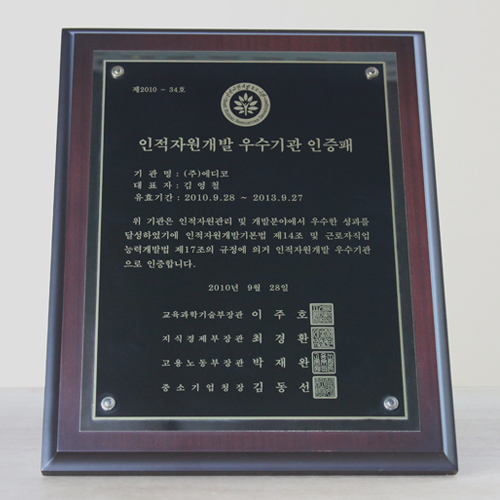 제2010 - 34호
인적자원개발 우수기관 인증패
기 관 명 : (주)에디코
대 표 자 : 김 영 철
유효기간 : 2010.9.28 ~ 2013.9.27
위 기관은 인적자원관리 및 개발분야에서 우수한 성과를
달성하였기에 인적자원개발기본법 제14조 및 근로자직업
능력개발법 제17조의 규정에 의거 인적자원개발 우수기관
으로 인증합니다.
2010년 9월 28일
교육과학기술부장관 이 주 호
지식경제부장관 최 경 환
고용노동부장관 박 재 완
중소기업청장 김 동 선